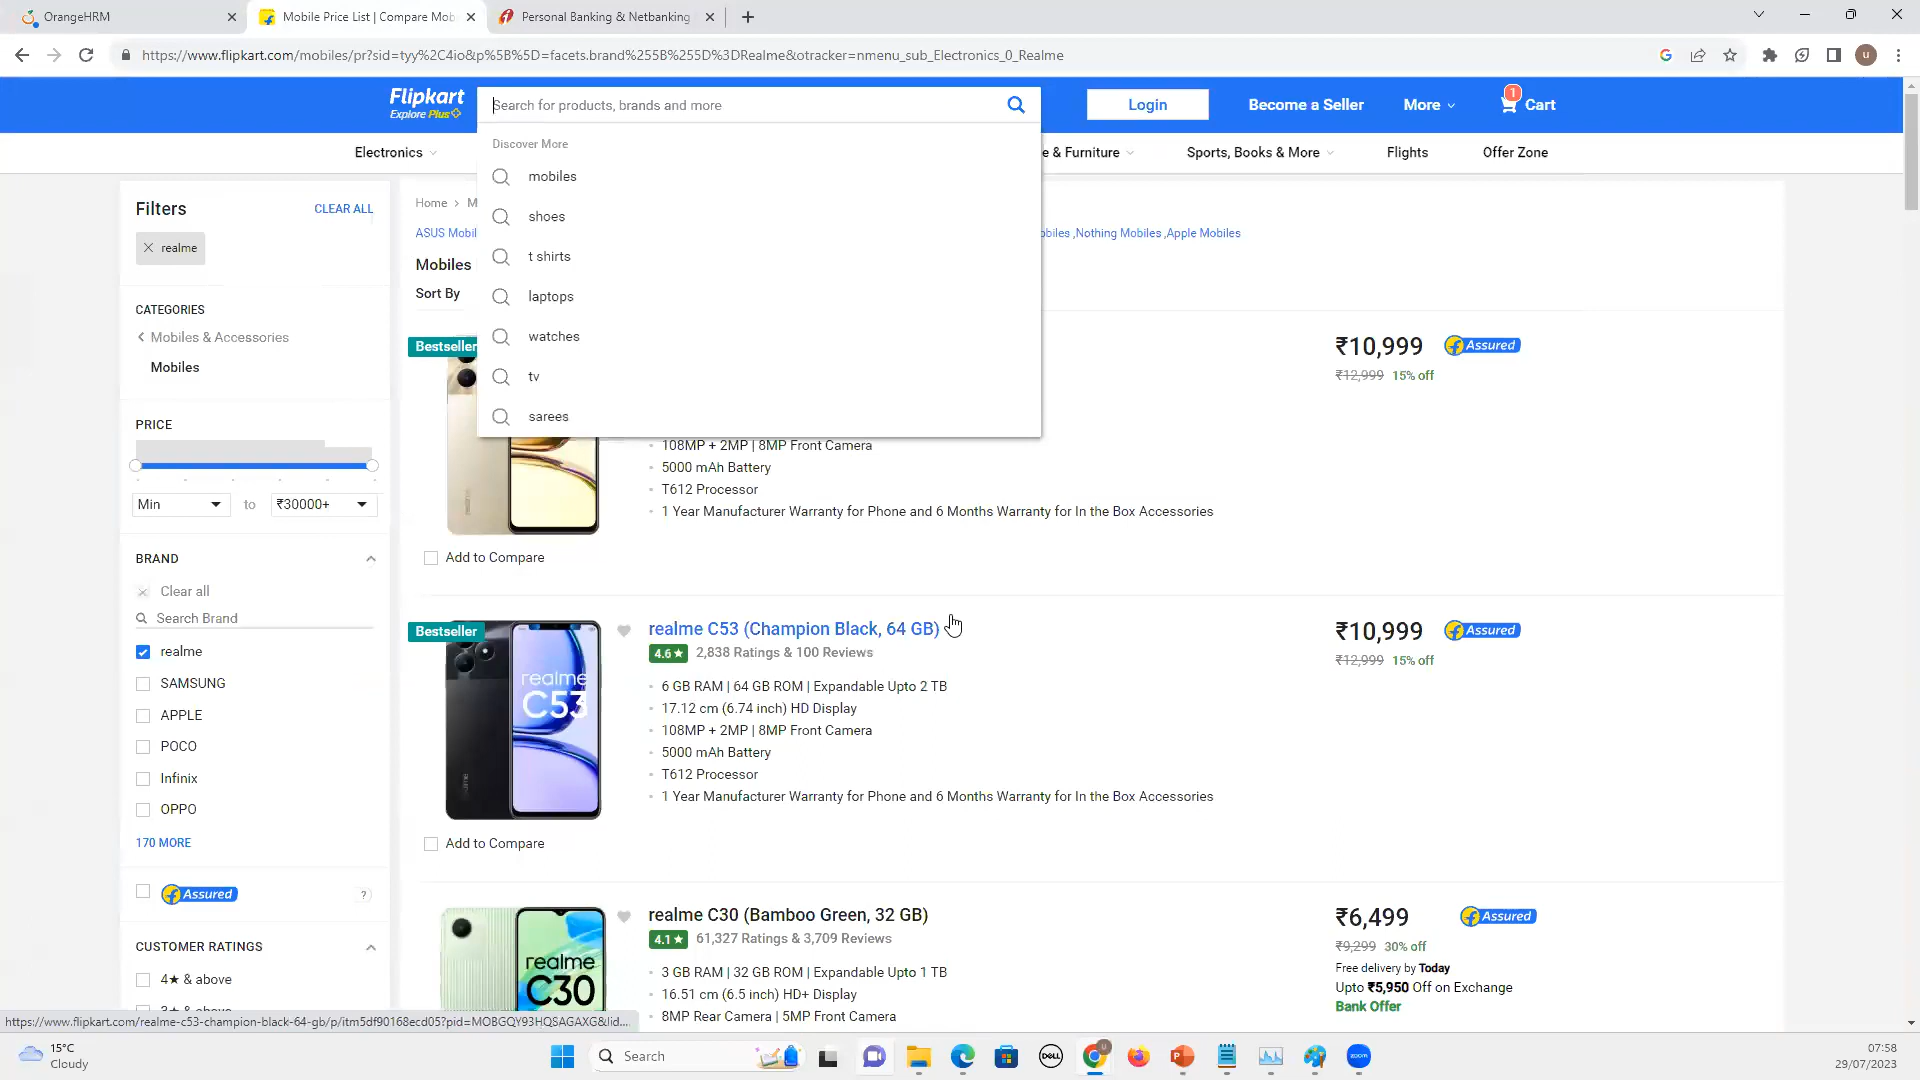 OrangeHRM
Mobile Price List | Compare Mob
Personal Banking & Netbanking
https://www.flipkart.com/mobiles/pr?sid=tyy%2C4io&p%5B%5D=facets.brand%255B%255D%3DRealme&otracker=nmenu_sub_Electronics_0_Realme
u
Flipkart
Explore Plus
Search for products, brands and more
Login
Become a Seller
More
1
Cart
Electronics
e & Furniture
Sports, Books & More
Flights
Offer Zone
Discover More
mobiles
shoes
t shirts
laptops
watches
tv
sarees
Filters
CLEAR ALL
realme
CATEGORIES
Mobiles & Accessories
Mobiles
PRICE
Min
to
₹30000+
BRAND
Clear all
Search Brand
realme
SAMSUNG
APPLE
POCO
Infinix
OPPO
170 MORE
Assured
?
CUSTOMER RATINGS
4★ & above
3★ & above
Home > M
ASUS Mobil
obiles ,Nothing Mobiles ,Apple Mobiles
Mobiles
Sort By
Bestseller
₹10,999
Assured
₹12,999 15% off
108MP + 2MP | 8MP Front Camera
5000 mAh Battery
T612 Processor
1 Year Manufacturer Warranty for Phone and 6 Months Warranty for In the Box Accessories
Add to Compare
Bestseller
realme
C53
realme C53 (Champion Black, 64 GB)
4.6★ 2,838 Ratings & 100 Reviews
6 GB RAM | 64 GB ROM | Expandable Upto 2 TB
17.12 cm (6.74 inch) HD Display
108MP + 2MP | 8MP Front Camera
5000 mAh Battery
T612 Processor
1 Year Manufacturer Warranty for Phone and 6 Months Warranty for In the Box Accessories
₹10,999
Assured
₹12,999 15% off
Add to Compare
realme
C30
realme C30 (Bamboo Green, 32 GB)
4.1★ 61,327 Ratings & 3,709 Reviews
3 GB RAM | 32 GB ROM | Expandable Upto 1 TB
16.51 cm (6.5 inch) HD+ Display
8MP Rear Camera | 5MP Front Camera
₹6,499
Assured
₹9,299 30% off
Free delivery by Today
Upto ₹5,950 Off on Exchange
Bank Offer
https://www.flipkart.com/realme-c53-champion-black-64-gb/p/itm5df90168ecd05?pid=MOBGQY93HQSAGAXG&lid...
15°C
Cloudy
Search
DELL
zoom
07:58
29/07/2023